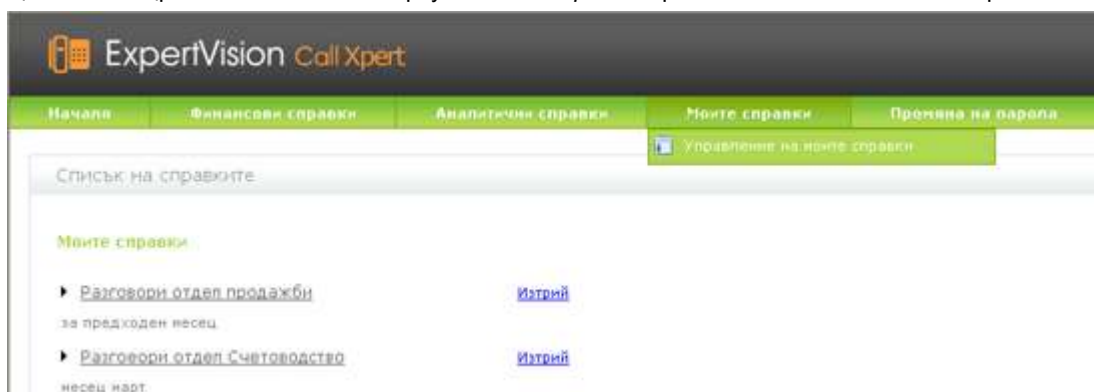 ExpertVision Call Xpert
Начало Финансови справки Аналитични справки Моите справки Промяна на парола
Управление на моите справки
Списък на справките
Моите справки
Разговори отдел продажби Изтрий
за предходен месец
Разговори отдел Счетоводство Изтрий
месец март